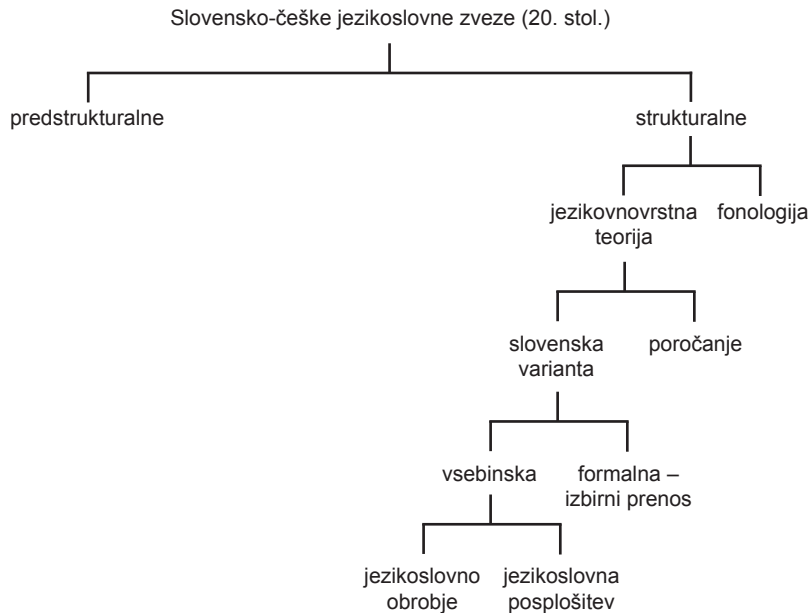 Slovensko-češke jezikoslovne zveze (20. stol.)
predstrukturalne
strukturalne
jezikovnovrstna
teorija
fonologija
slovenska
varianta
poročanje
vsebinska
formalna –
izbirni prenos
jezikoslovno
obrobje
jezikoslovna
posplošitev